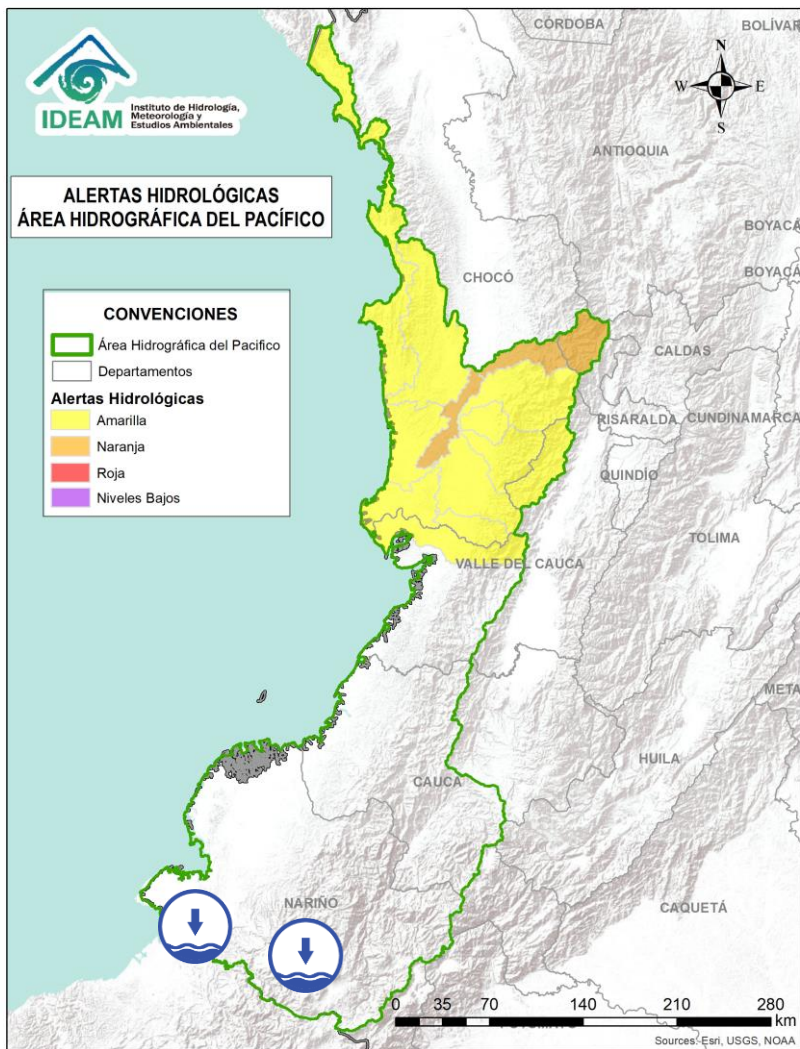 CÓRDOBA
BOLÍVAR
IDEAM
Instituto de Hidrología,
Meteorología y
Estudios Ambientales
N
W
E
S
ANTIOQUIA
ALERTAS HIDROLÓGICAS
ÁREA HIDROGRÁFICA DEL PACÍFICO
BOYACÁ
CHOCÓ
BOYACÁ
CONVENCIONES
Área Hidrográfica del Pacifico
Departamentos
Alertas Hidrológicas
Amarilla
Naranja
Roja
Niveles Bajos
CALDAS
RISARALDA
CUNDINAMARCA
QUINDÍO
TOLIMA
VALLE DEL CAUCA
META
HUILA
CAUCA
NARIÑO
CAQUETÁ
0 35 70 140 210 280
km
Sources: Esri, USGS, NOAA